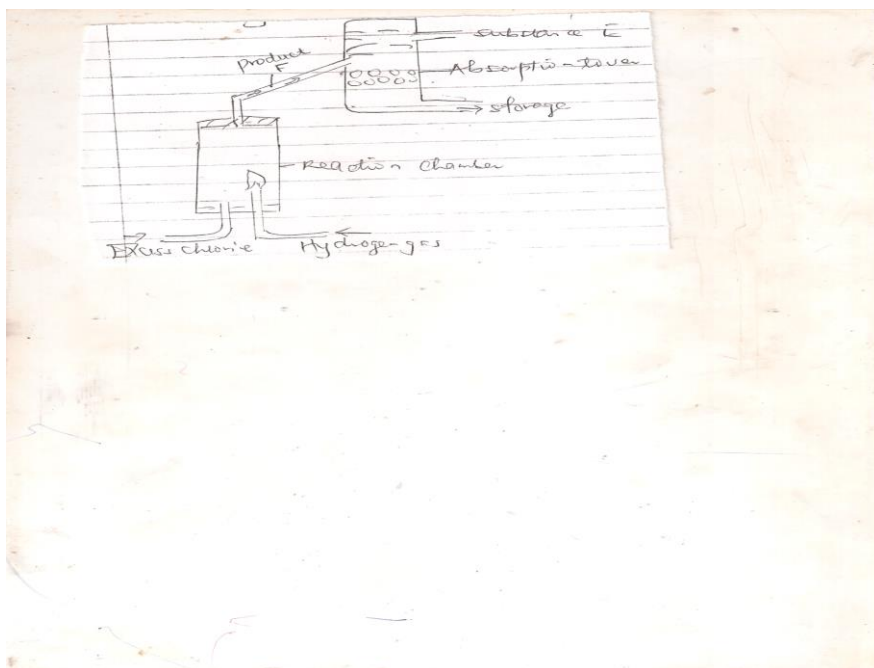 Product
F
Substance E
Absorption-tower
storage
Reaction Chamber
Excess chlorine
Hydrogen-gas